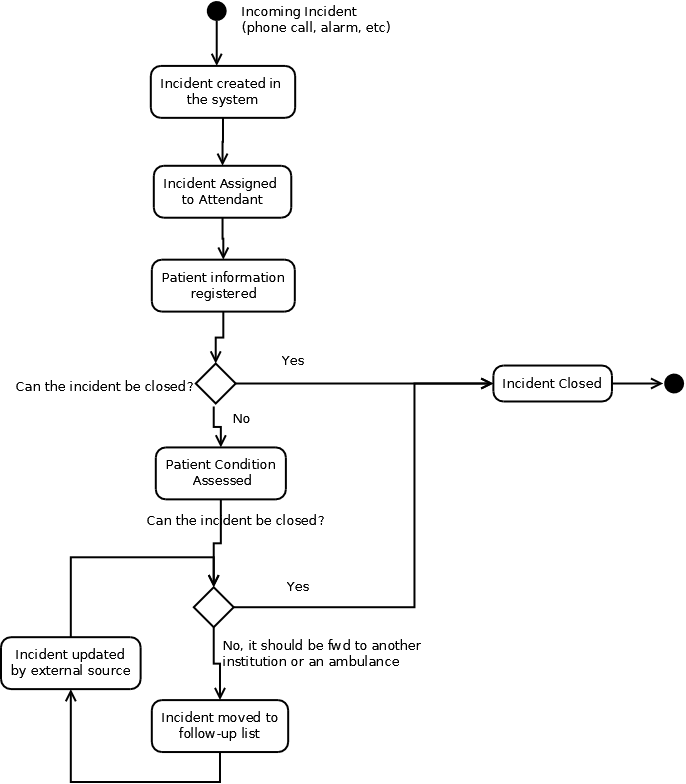 Incoming Incident
(phone call, alarm, etc)
Incident created in
the system
Incident Assigned
to Attendant
Patient information
registered
Yes
Can the incident be closed?
Incident Closed
No
Patient Condition
Assessed
Can the incident be closed?
Yes
No, it should be fwd to another
institution or an ambulance
Incident updated
by external source
Incident moved to
follow-up list